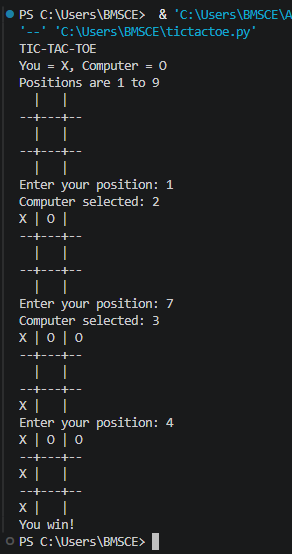 PS C:\Users\BMSCE>  & 'C:\Users\BMSCE\A
'--' 'C:\Users\BMSCE\tictactoe.py'
TIC-TAC-TOE
You = X, Computer = O
Positions are 1 to 9
  |   |
--+---+--
  |   |
--+---+--
  |   |
Enter your position: 1
Computer selected: 2
X | O |
--+---+--
  |   |
--+---+--
  |   |
Enter your position: 7
Computer selected: 3
X | O | O
--+---+--
  |   |
--+---+--
X |   |
Enter your position: 4
X | O | O
--+---+--
X |   |
--+---+--
X |   |
You win!
PS C:\Users\BMSCE>